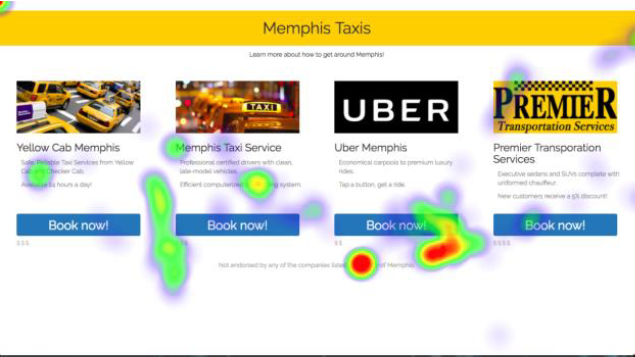 Memphis Taxis
Learn more about how to get around Memphis!
TAXI
UBER
PREMIER
Transportation Services
Yellow Cab Memphis
Safe, Reliable Taxi Services from Yellow
Cab and Checker Cab.
Available 24 hours a day!
Book now!
$$$
Memphis Taxi Service
Professional certified drivers with clean,
late-model vehicles.
Efficient computerized system
Book now!
$$
Uber Memphis
Economical carpools to premium luxury
rides.
Tap a button, get a ride.
Book now!
$$
Premier Transporation
Services
Executive sedans and SUVs complete with
uniformed chauffeur.
New customers receive a 5% discount!
Book now!
$$$$
Not endorsed by any of the companies of Memphis.